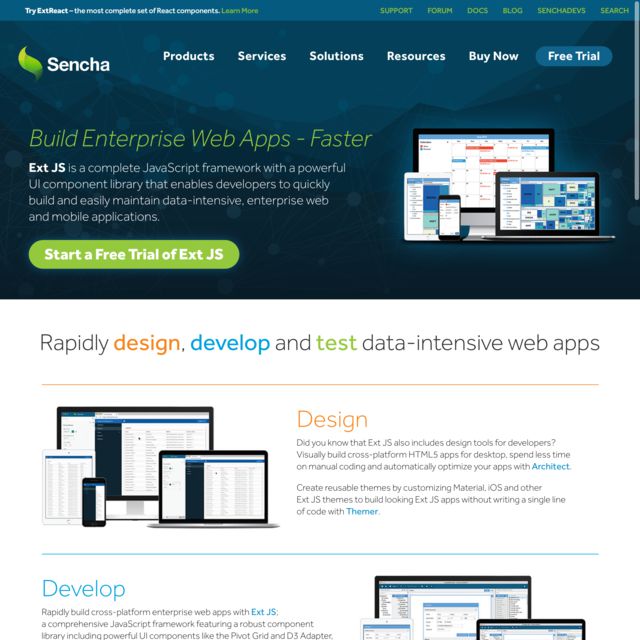 Try ExtReact – the most complete set of React components. Learn More
SUPPORT FORUM DOCS BLOG SENCHADEVS SEARCH
Sencha
Products Services Solutions Resources Buy Now Free Trial
Build Enterprise Web Apps - Faster
Ext JS is a complete JavaScript framework with a powerful
UI component library that enables developers to quickly
build and easily maintain data-intensive, enterprise web
and mobile applications.
Start a Free Trial of Ext JS
Rapidly design, develop and test data-intensive web apps
Design
Did you know that Ext JS also includes design tools for developers?
Visually build cross-platform HTML5 apps for desktop, spend less time
on manual coding and automatically optimize your apps with Architect.
Create reusable themes by customizing Material, iOS and other
Ext JS themes to build looking Ext JS apps without writing a single line
of code with Themer.
Develop
Rapidly build cross-platform enterprise web apps with Ext JS;
a comprehensive JavaScript framework featuring a robust component
library including powerful UI components like the Pivot Grid and D3 Adapter,